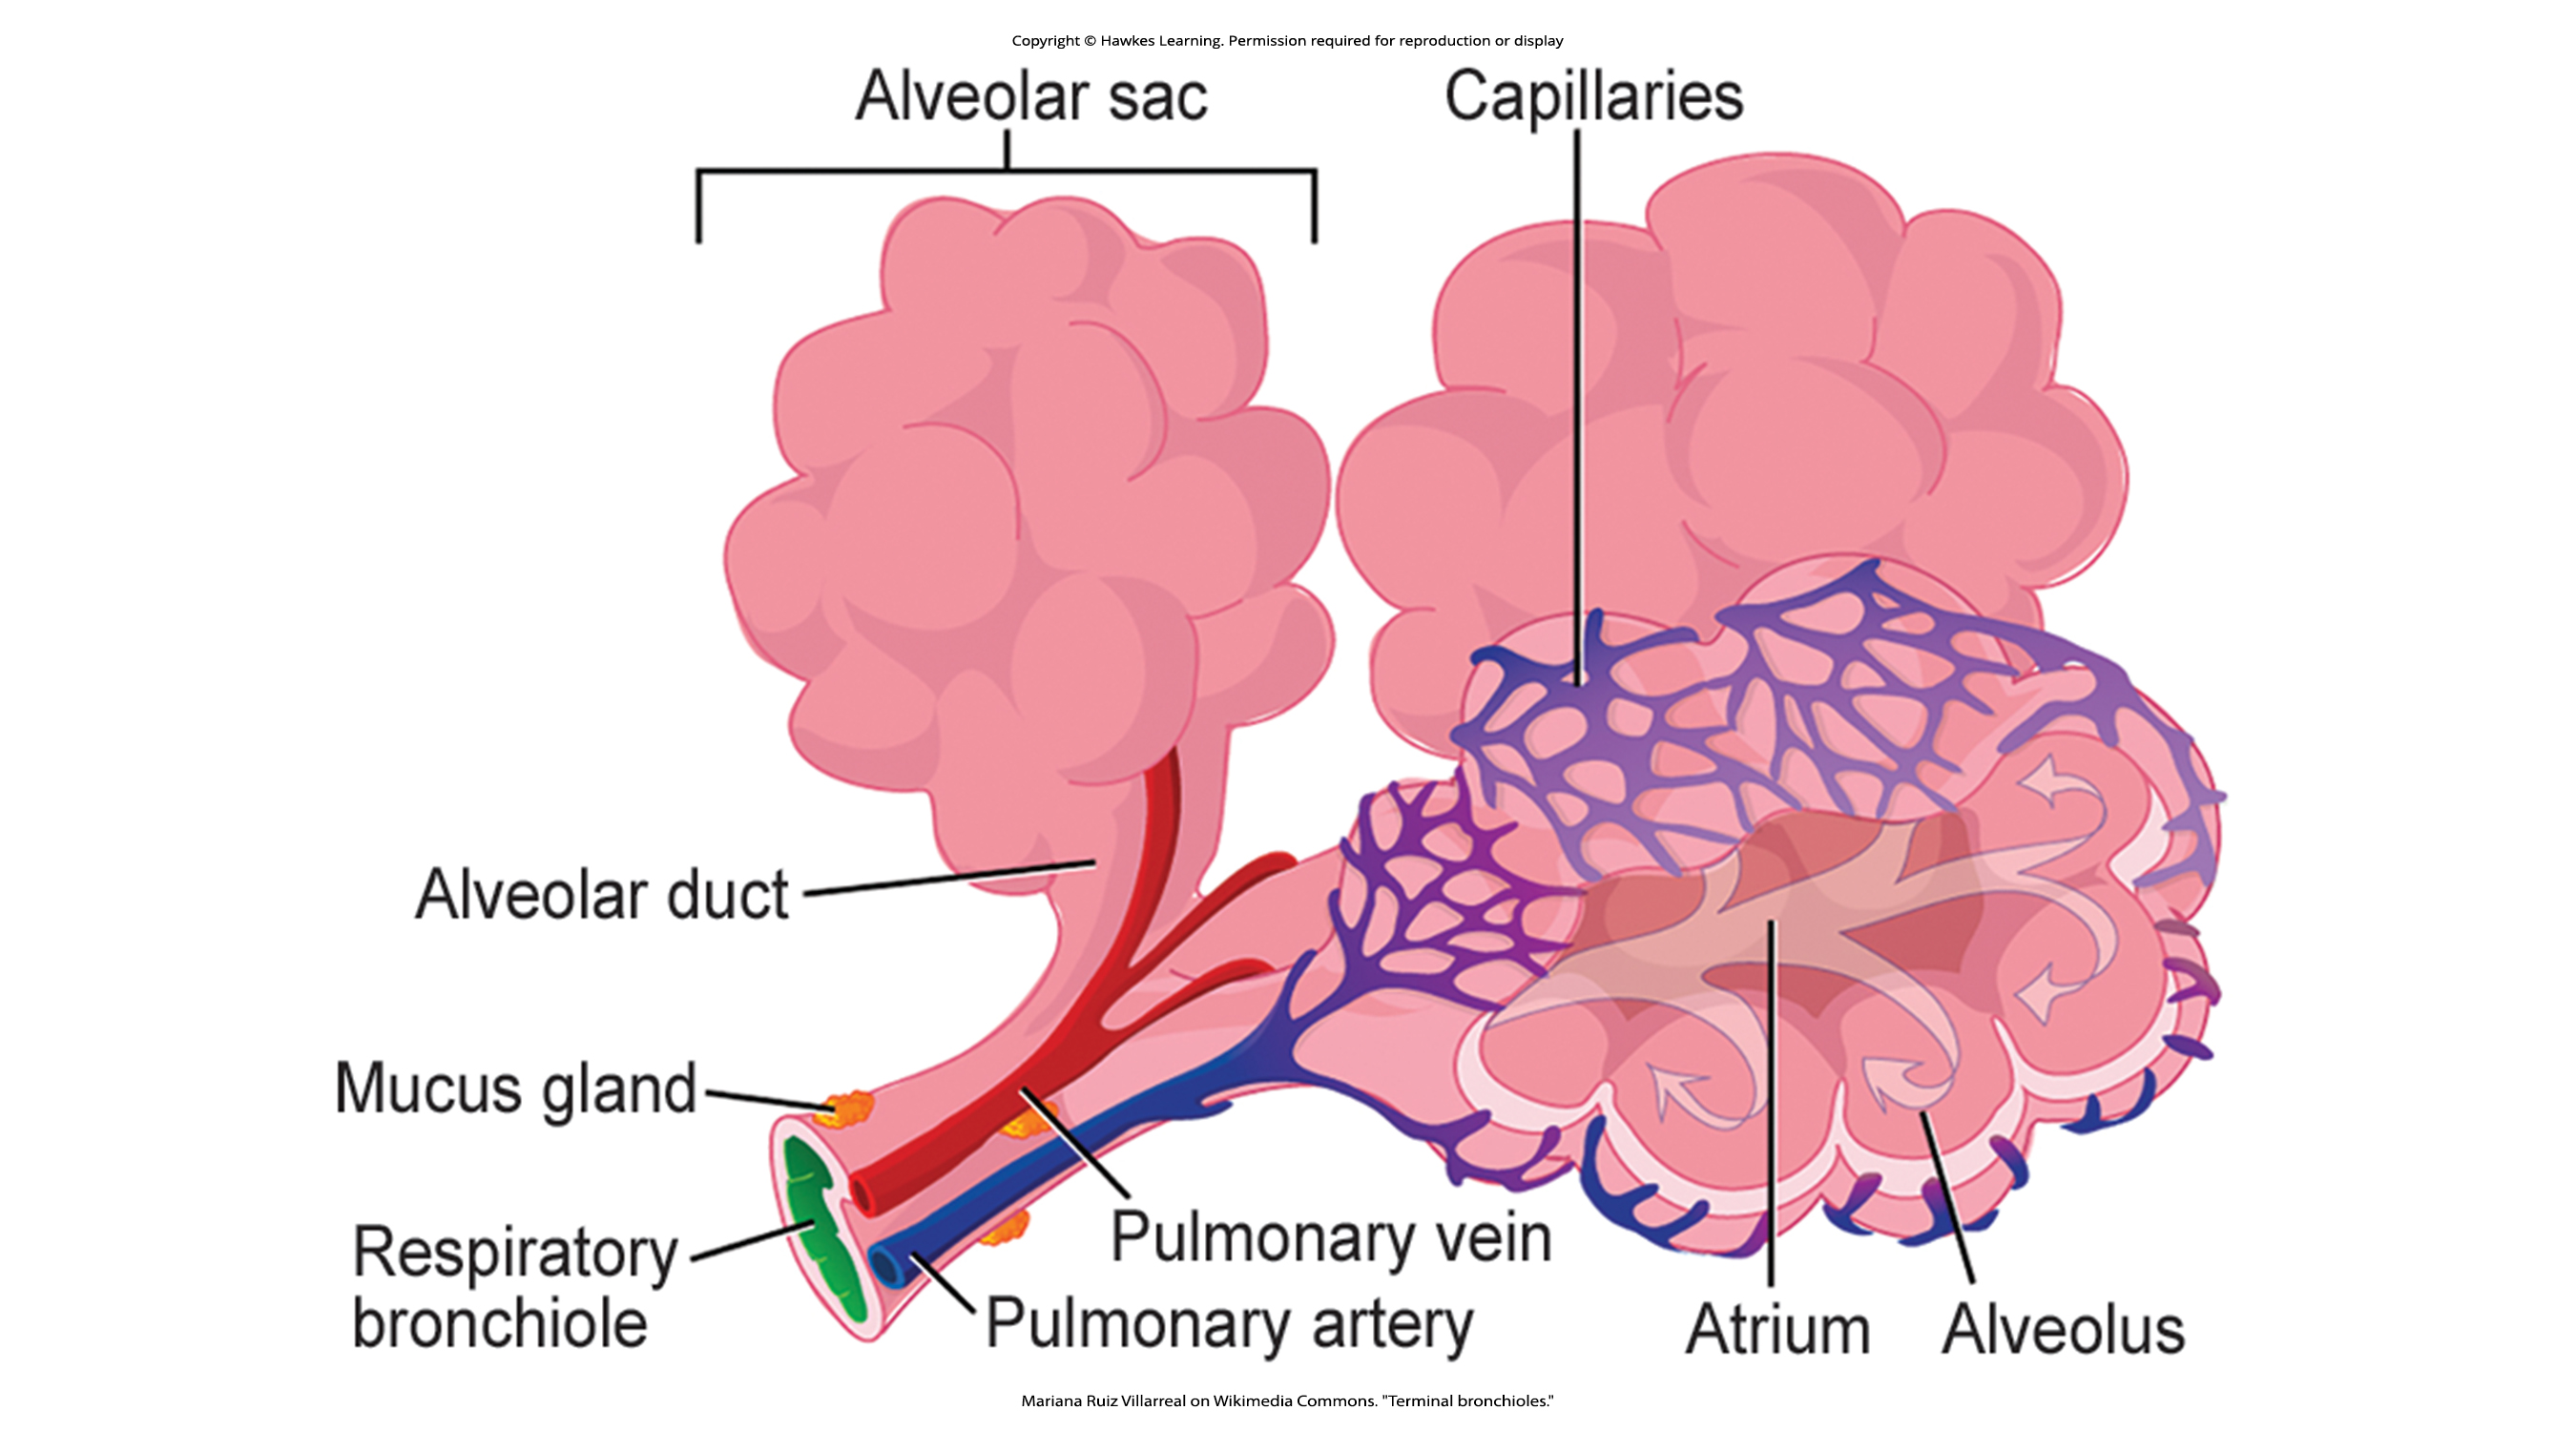 Copyright © Hawkes Learning. Permission required for reproduction or display
Alveolar sac
Capillaries
Alveolar duct
Mucus gland
Respiratory
bronchiole
Pulmonary vein
Pulmonary artery
Atrium
Alveolus
Mariana Ruiz Villarreal on Wikimedia Commons. "Terminal bronchioles."